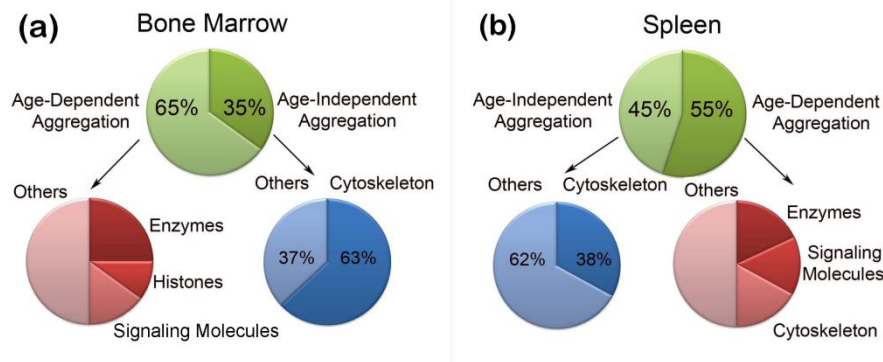 (a) Bone Marrow
Age-Dependent
Aggregation
65% 35%
Age-Independent
Aggregation
Others
Enzymes
Histones
Signaling Molecules
Others Cytoskeleton
37% 63%
(b) Spleen
Age-Independent
Aggregation
45% 55%
Age-Dependent
Aggregation
Others Cytoskeleton
62% 38%
Others
Enzymes
Signaling
Molecules
Cytoskeleton